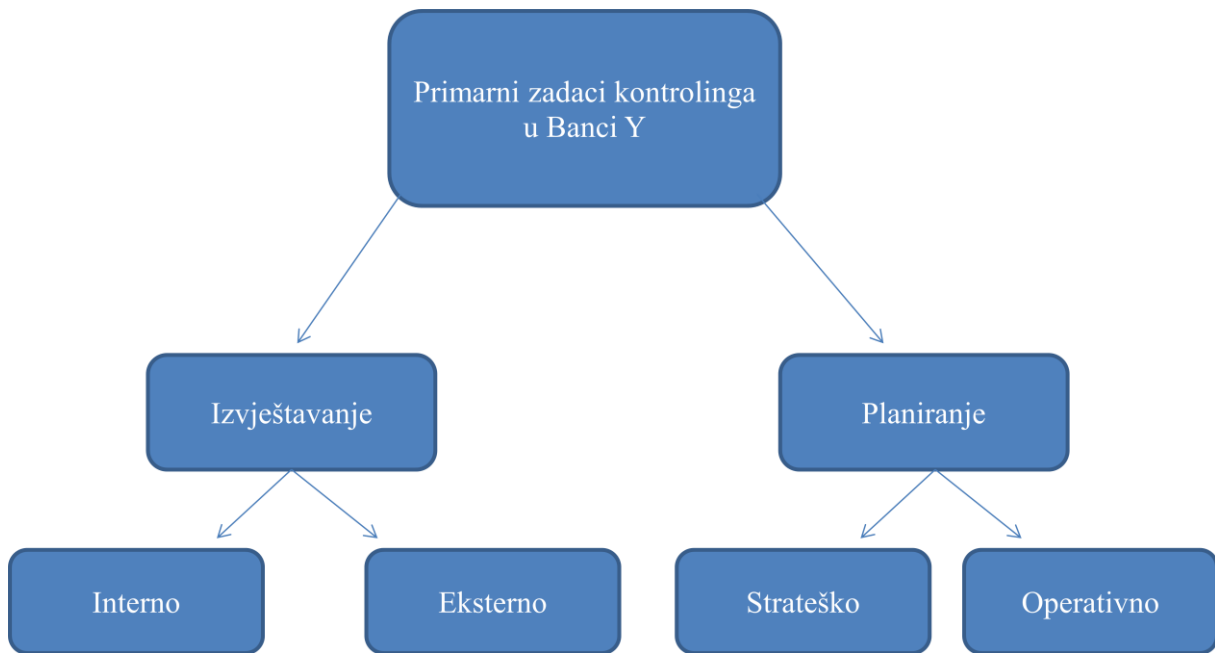 Primarni zadaci kontrolinga
u Banci Y
Izvještavanje
Planiranje
Interno
Eksterno
Strateško
Operativno